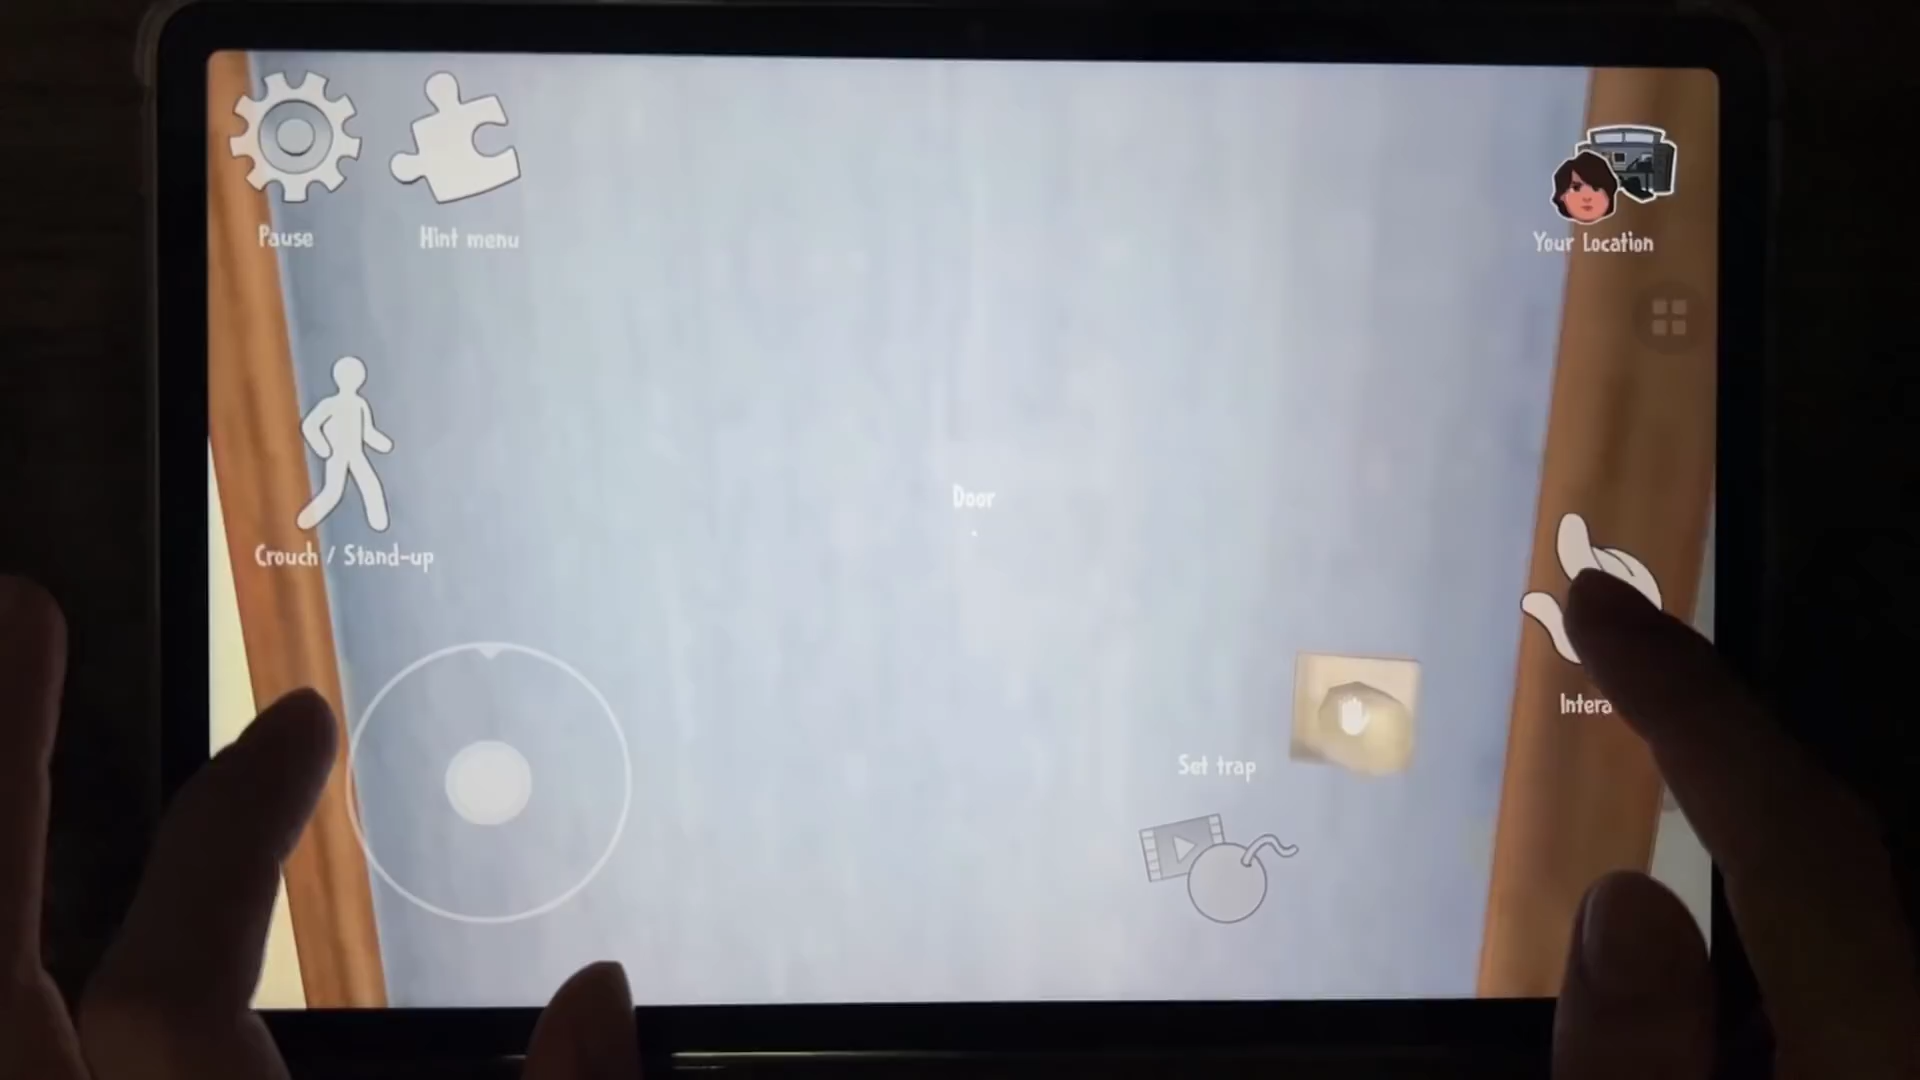 Pause
Hint menu
Your Location
Door
Crouch / Stand-up
Intera
Set trap